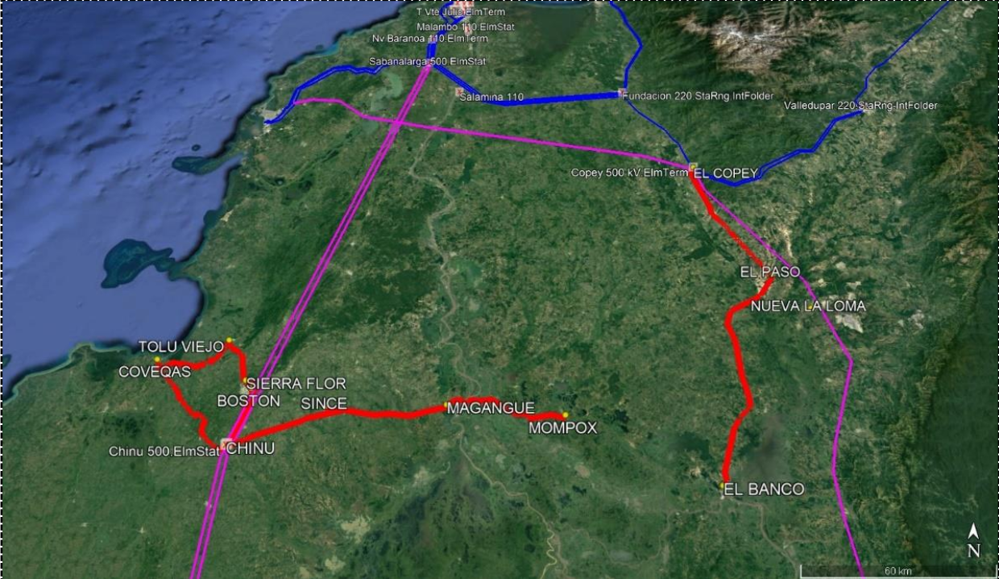 T Vte Julio.ElmTerm
Malambo 110.ElmStat
Nv Baranoa 110.ElmTerm
Sabanalarga 500.ElmStat
Salamina 110
Fundacion 220.StaRng.IntFolder
Valledupar 220.StaRng.IntFolder
Copey 500 kV.ElmTerm
EL COPEY
EL PASO
NUEVA LA LOMA
TOLU VIEJO
COVEQAS
SIERRA FLOR
BOSTON
SINCE
MAGANGUE
MOMPOX
Chinu 500.ElmStat
CHINU
EL BANCO
N
60 km